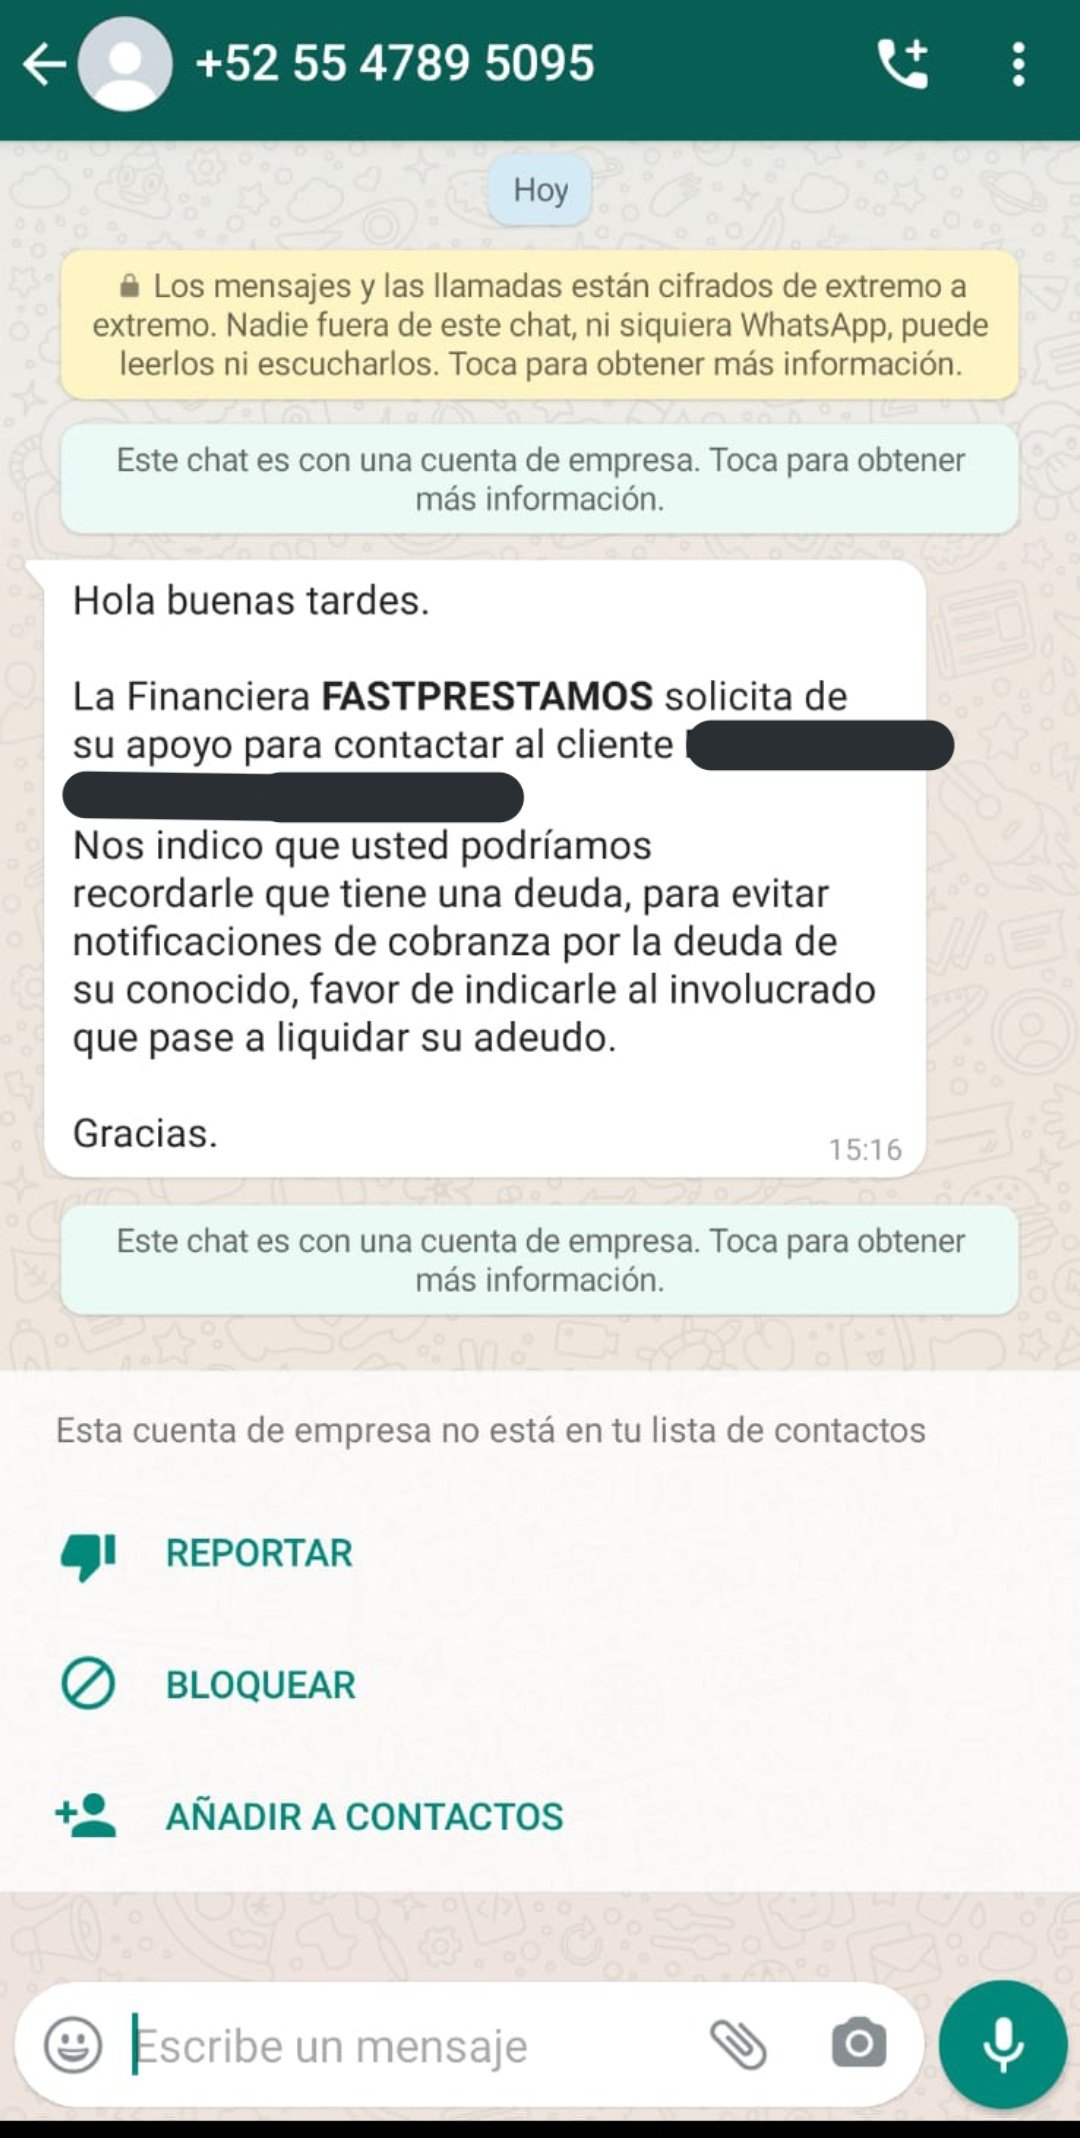 +52 55 4789 5095
Hoy
Los mensajes y las llamadas están cifrados de extremo a
extremo. Nadie fuera de este chat, ni siquiera WhatsApp, puede
leerlos ni escucharlos. Toca para obtener más información.
Este chat es con una cuenta de empresa. Toca para obtener
más información.
Hola buenas tardes.
La Financiera FASTPRESTAMOS solicita de
su apoyo para contactar al cliente
Nos indico que usted podríamos
recordarle que tiene una deuda, para evitar
notificaciones de cobranza por la deuda de
su conocido, favor de indicarle al involucrado
que pase a liquidar su adeudo.
Gracias.
15:16
Este chat es con una cuenta de empresa. Toca para obtener
más información.
Esta cuenta de empresa no está en tu lista de contactos
REPORTAR
BLOQUEAR
AÑADIR A CONTACTOS
Escribe un mensaje